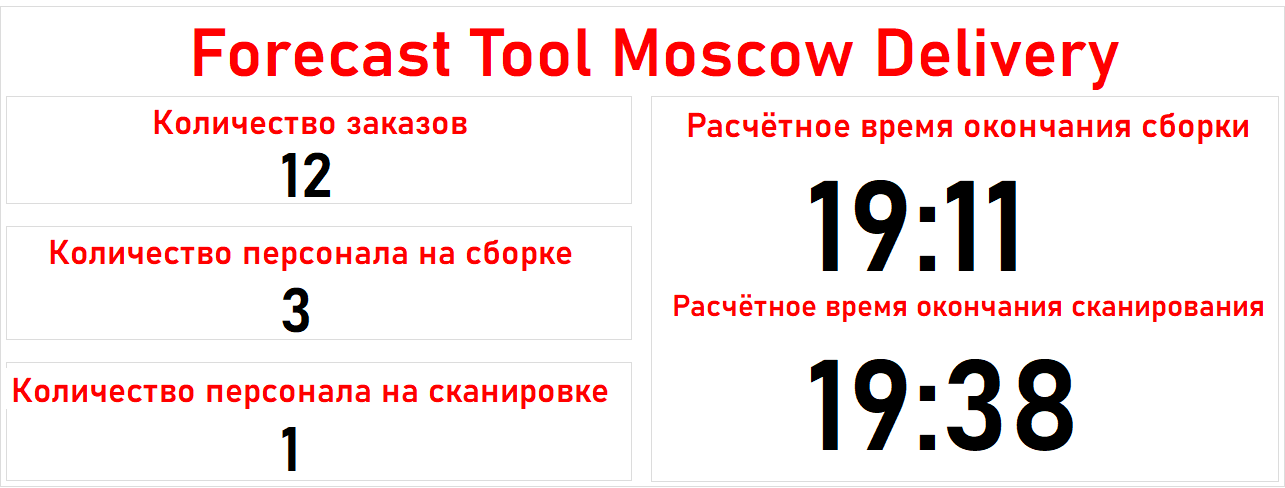 Forecast Tool Moscow Delivery
Количество заказов
12
Количество персонала на сборке
3
Количество персонала на сканировке
1
Расчётное время окончания сборки
19:11
Расчётное время окончания сканирования
19:38